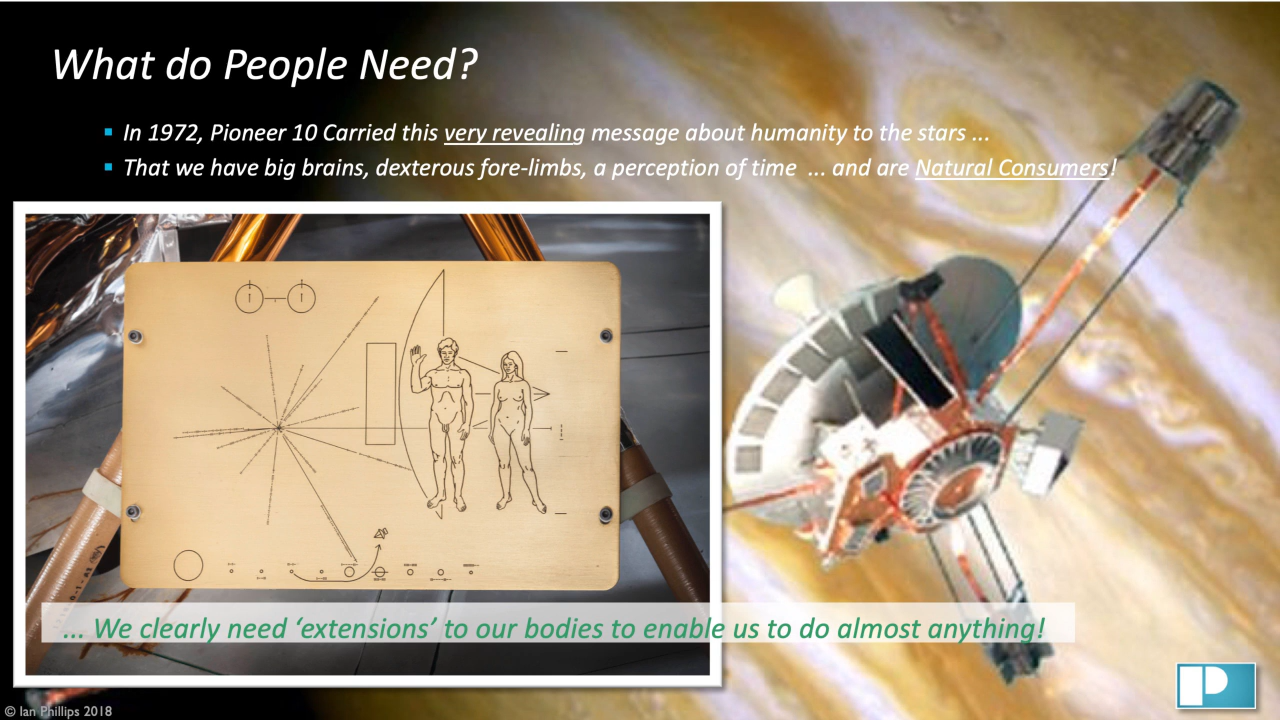 What do People Need?
In 1972, Pioneer 10 Carried this very revealing message about humanity to the stars ...
That we have big brains, dexterous fore-limbs, a perception of time ... and are Natural Consumers!
... We clearly need ‘extensions’ to our bodies to enable us to do almost anything!
© Ian Phillips 2018